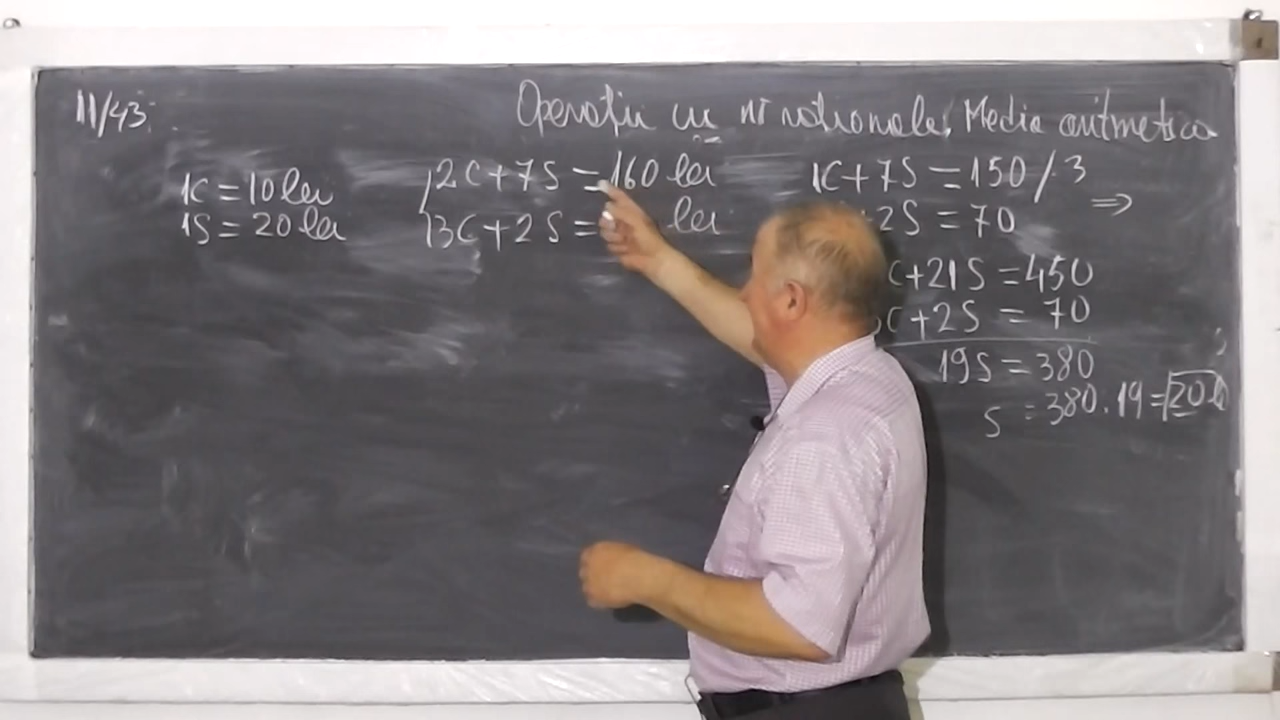 11/43.
Operații cu nr raționale. Media aritmetica
1C = 10 lei
1S = 20 lei
2C + 7S = 160 lei
3C + 2S = lei
1C + 7S = 150 / 3
2S = 70 ⇒
C + 21S = 450
C + 2S = 70
19S = 380
S = 380 : 19 = 20